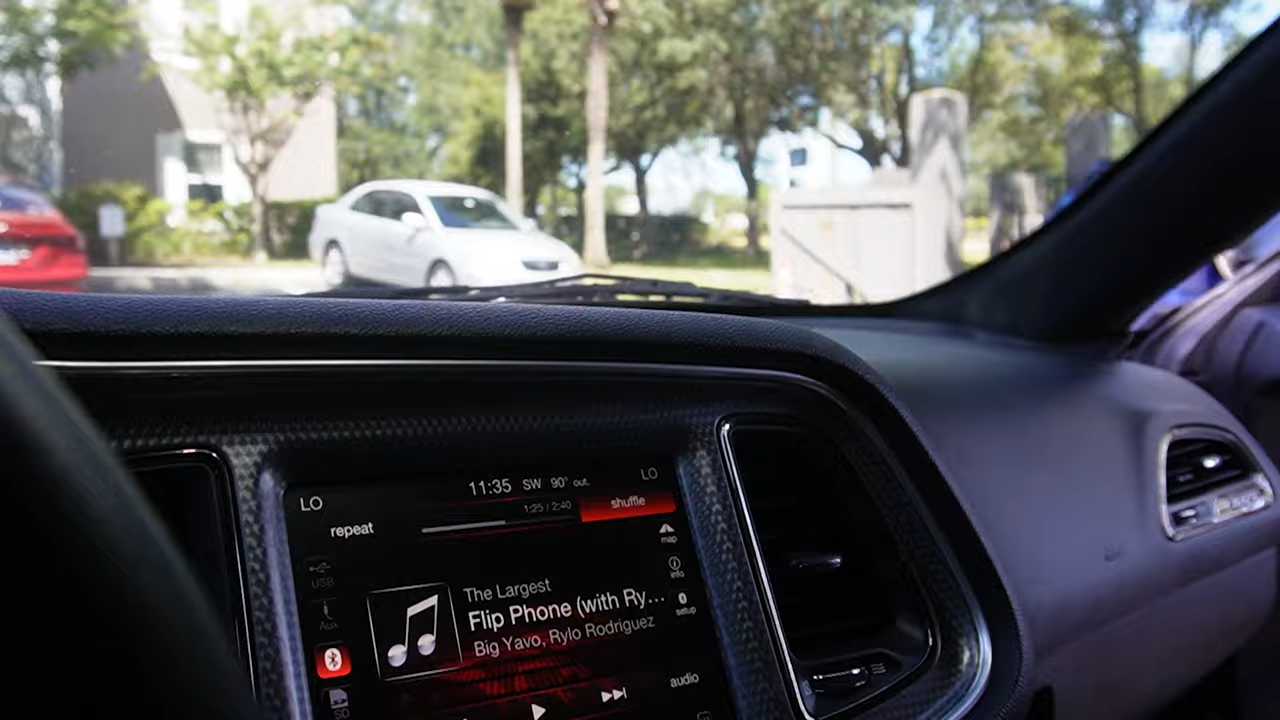 LO
11:35 SW 90° out.
LO
repeat
1:25 / 2:40
shuffle
map
info
setup
USB
Aux
SD
The Largest
Flip Phone (with Ry...
Big Yavo, Rylo Rodriguez
audio